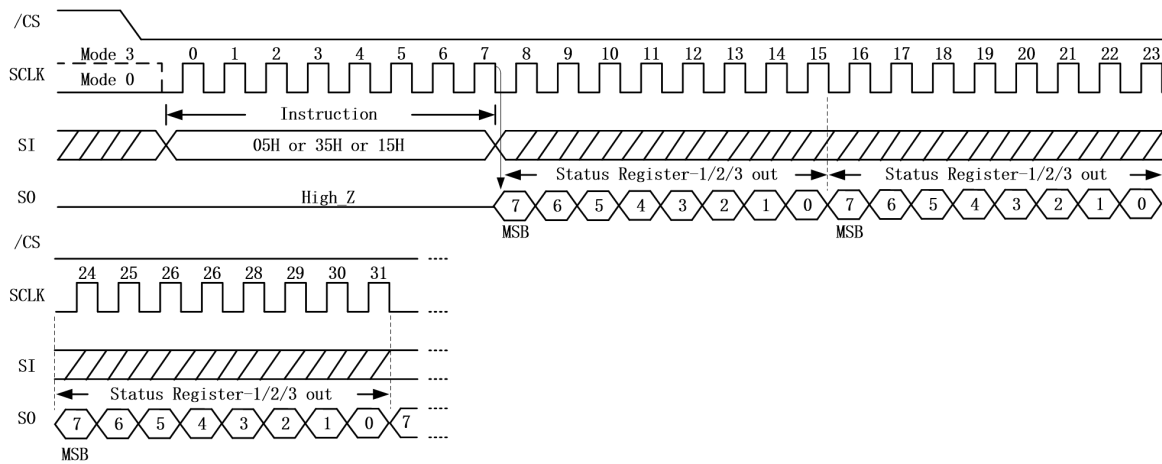 /CS
Mode 3 0 1 2 3 4 5 6 7 8 9 10 11 12 13 14 15 16 17 18 19 20 21 22 23
SCLK
Mode 0
Instruction
SI 05H or 35H or 15H
Status Register-1/2/3 out Status Register-1/2/3 out
SO High_Z 7 6 5 4 3 2 1 0 7 6 5 4 3 2 1 0
MSB MSB
/CS
24 25 26 26 28 29 30 31
SCLK
SI
Status Register-1/2/3 out
SO 7 6 5 4 3 2 1 0 7
MSB